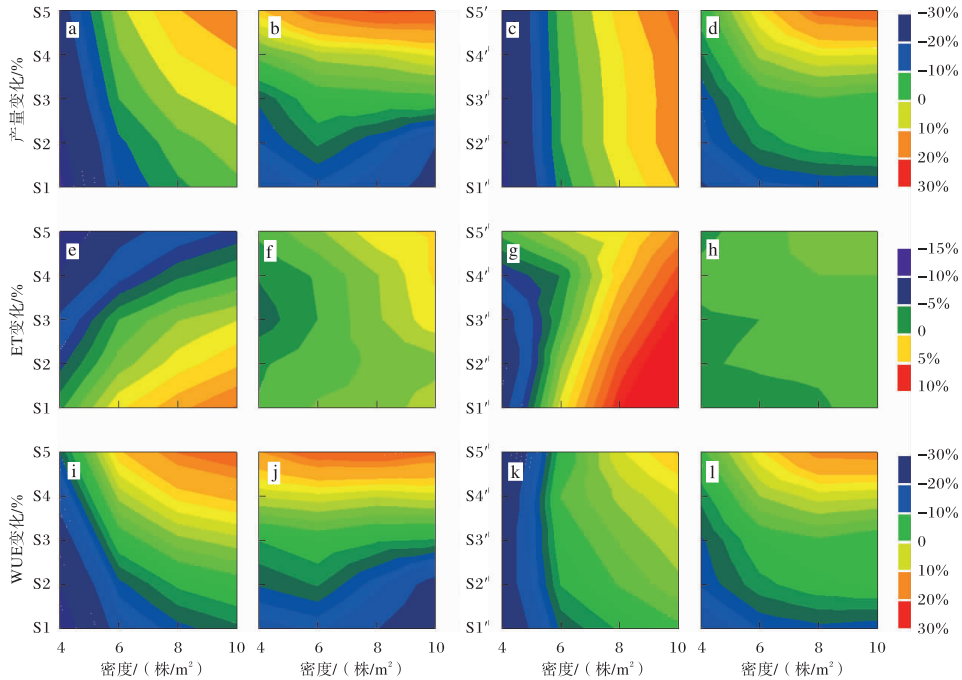 S5 a b S5′ c d -30%
S4 S4′ʲ -20%
-10%
产量变化/% S3 S3′ʲ 0
S2 S2′ʲ 10%
20%
S1 S1′ʲ 30%
S5 e f S5′ʲ g h -15%
S4 S4′ʲ -10%
-5%
ET变化/% S3 S3′ʲ 0
S2 S2′ʲ 5%
S1 S1′ʲ 10%
S5 i j S5′ʲ k l -30%
S4 S4′ʲ -20%
-10%
WUE变化/% S3 S3′ʲ 0
S2 S2′ʲ 10%
20%
S1 S1′ʲ 30%
4 6 8 10 4 6 8 10 4 6 8 10 4 6 8 10
密度/(株/m²) 密度/(株/m²) 密度/(株/m²) 密度/(株/m²)